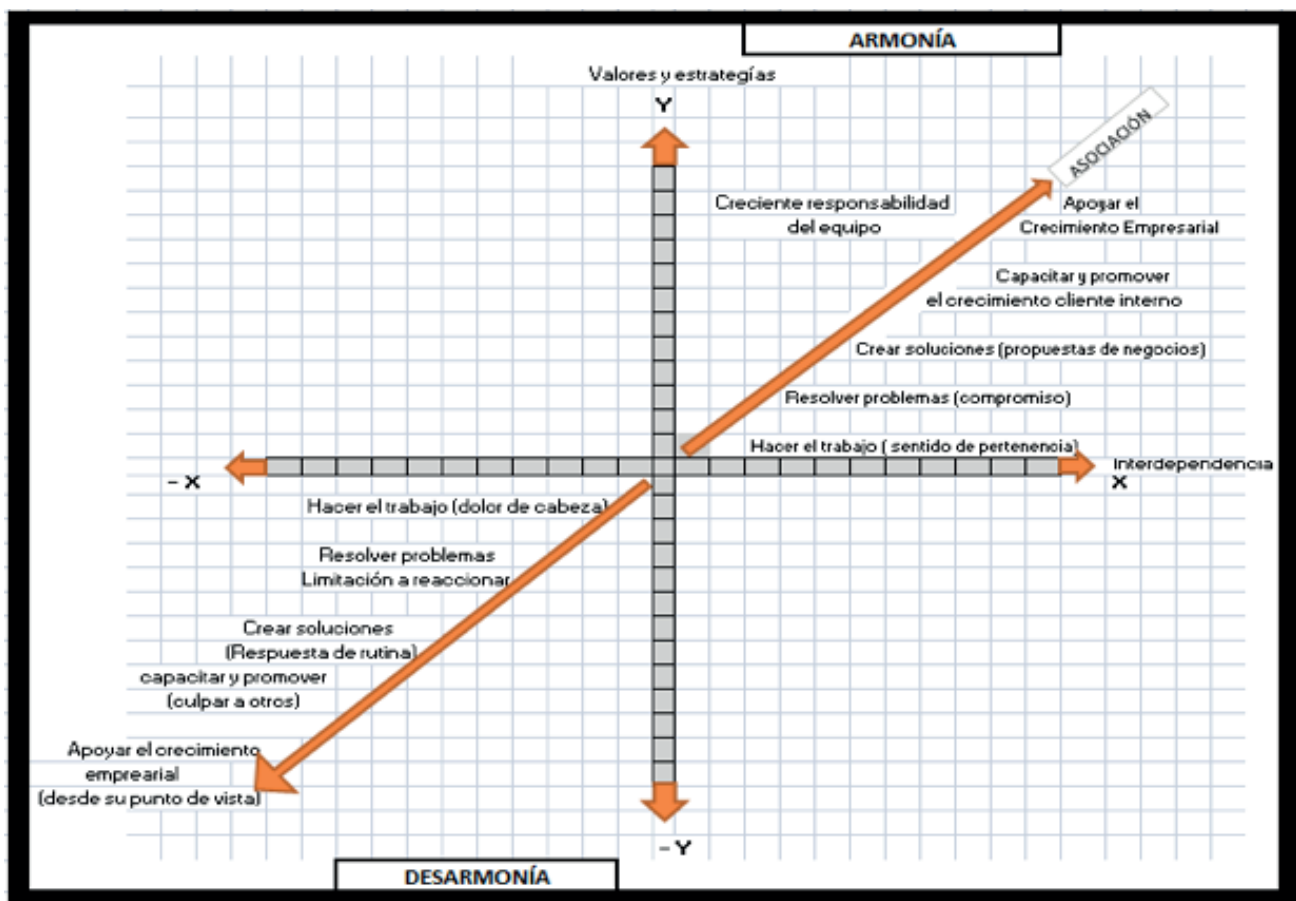 ARMONÍA
Valores y estrategías
Y
ASOCIACIÓN
Creciente responsabilidad
del equipo
Apoyar el
Crecimiento Empresarial
Capacitar y promover
el crecimiento cliente interno
Crear soluciones (propuestas de negocios)
Resolver problemas (compromiso)
Hacer el trabajo ( sentido de pertenencia)
Interdependencia
X
- X
Hacer el trabajo (dolor de cabeza)
Resolver problemas
Limitación a reaccionar
Crear soluciones
(Respuesta de rutina)
capacitar y promover
(culpar a otros)
Apoyar el crecimiento
emprearial
(desde su punto de vista)
- Y
DESARMONÍA